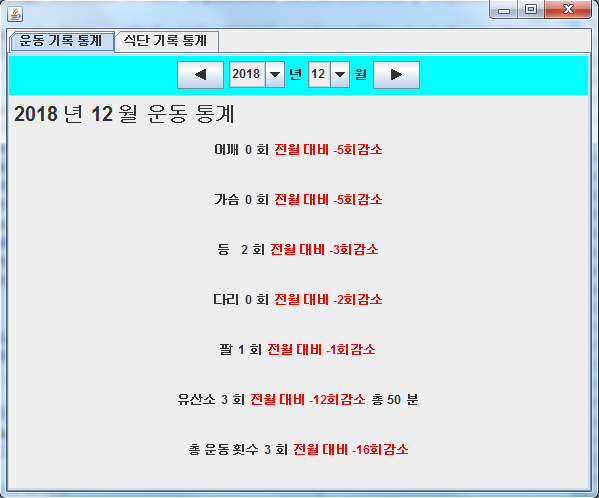 운동 기록 통계 식단 기록 통계
2018 년 12 월
2018 년 12 월 운동 통계
어깨 0 회 전월 대비 -5회감소
가슴 0 회 전월 대비 -5회감소
등 2 회 전월 대비 -3회감소
다리 0 회 전월 대비 -2회감소
팔 1 회 전월 대비 -1회감소
유산소 3 회 전월 대비 -12회감소 총 50 분
총 운동 횟수 3 회 전월 대비 -16회감소